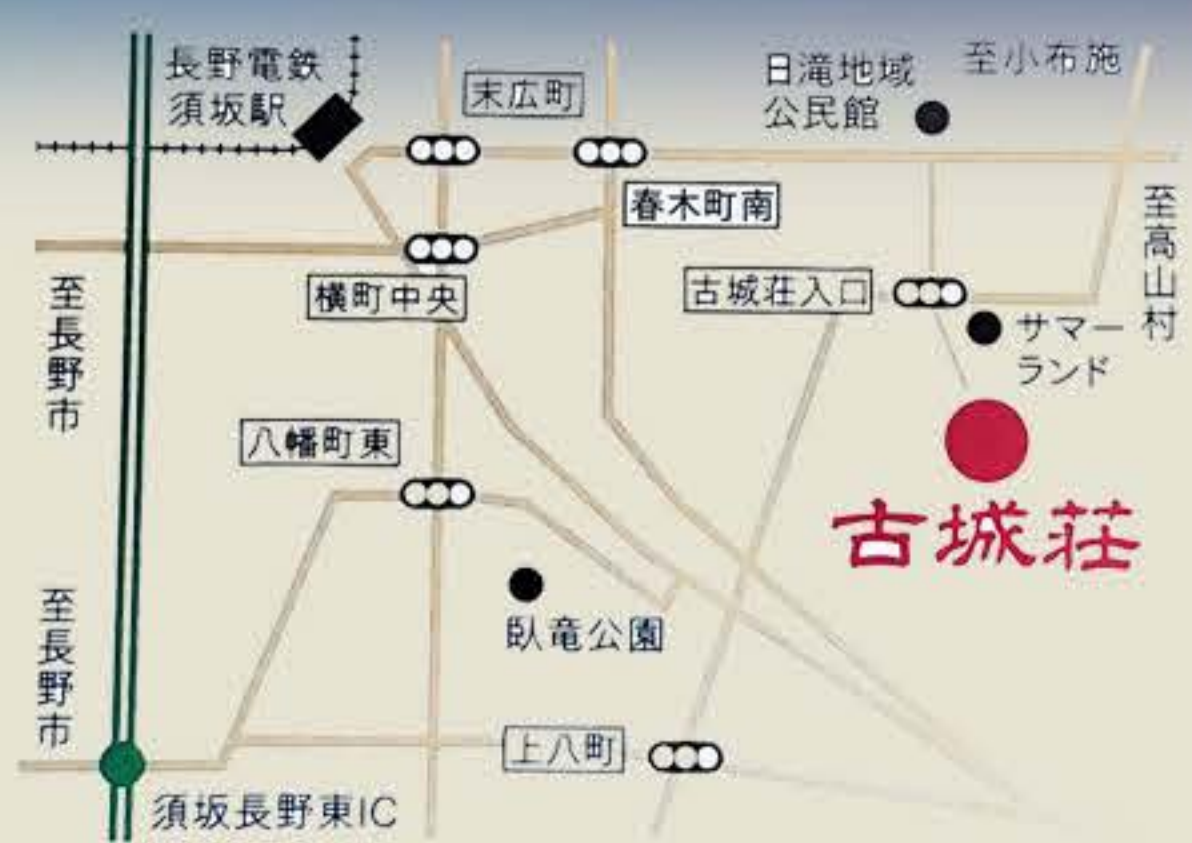 長野電鉄
須坂駅
末広町
日滝地域
公民館
至小布施
春木町南
至高山村
横町中央
古城荘入口
サマー
ランド
至長野市
八幡町東
古城荘
臥竜公園
至長野市
上八町
須坂長野東IC